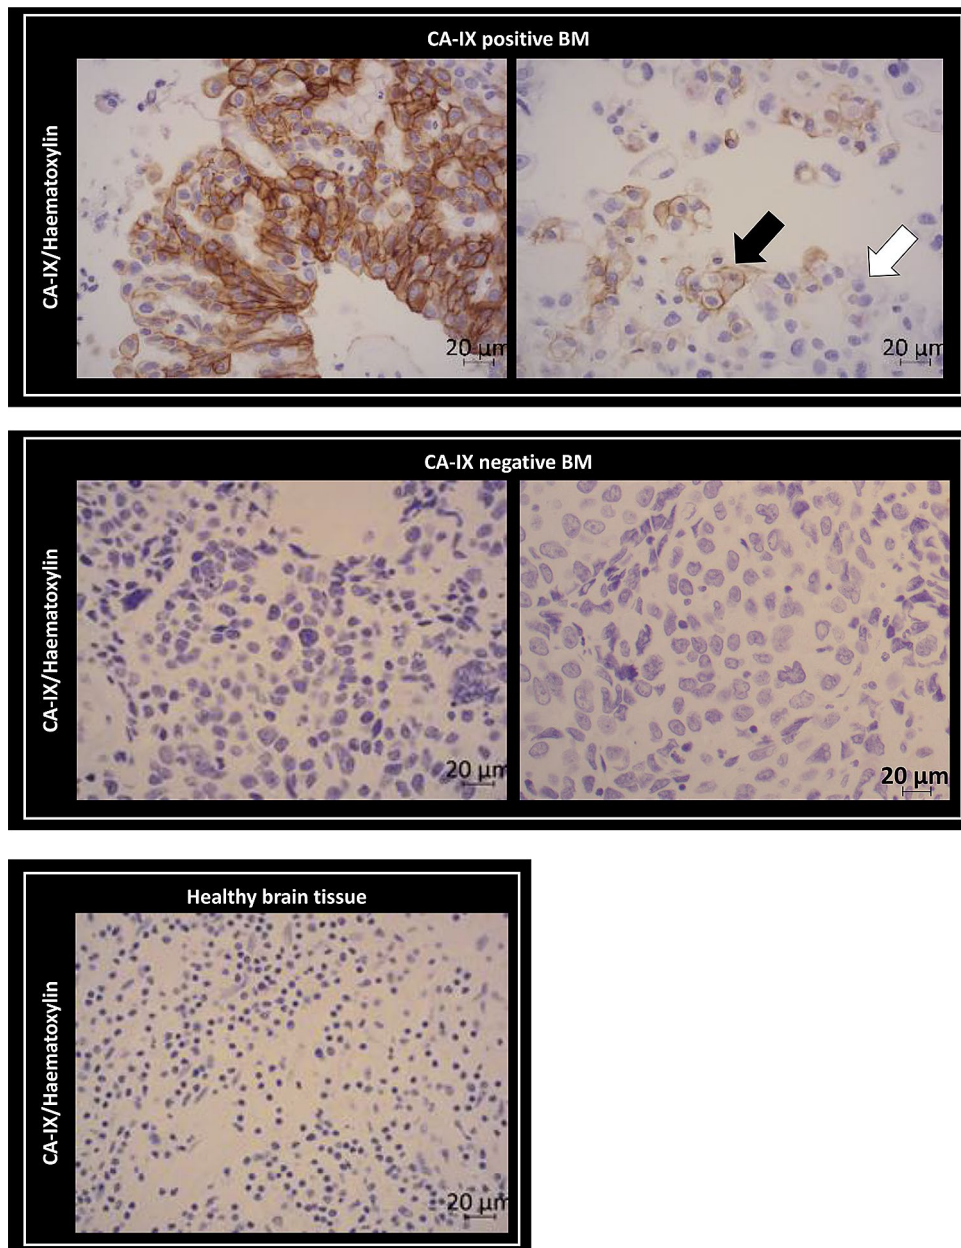 CA-IX positive BM
CA-IX/Haematoxylin
20 µm
20 µm
CA-IX negative BM
CA-IX/Haematoxylin
20 µm
20 µm
Healthy brain tissue
CA-IX/Haematoxylin
20 µm